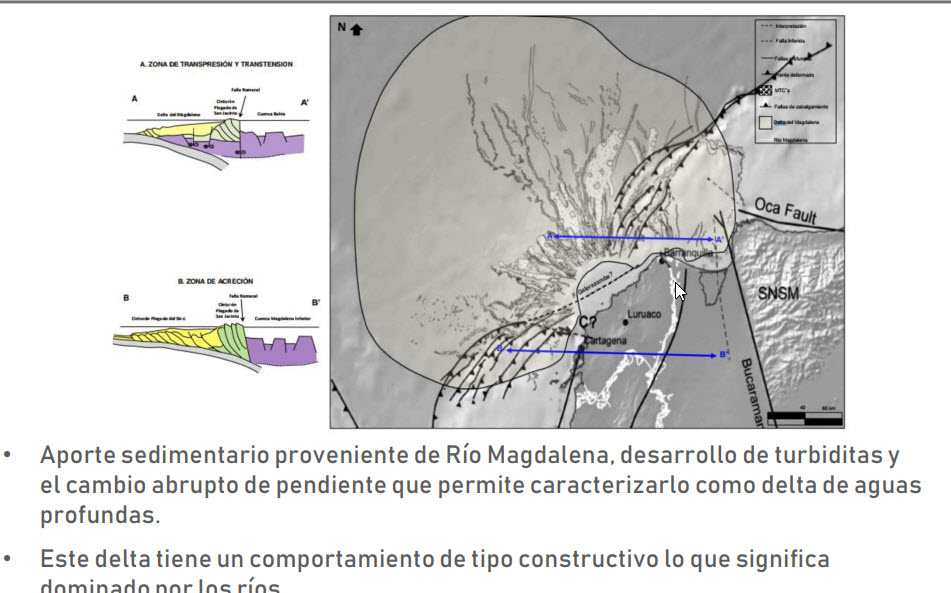 N
Interpretación
Falla Inferida
Frente deformado
MTC's
Fallas de cabalgamiento
Delta del Magdalena
Río Magdalena
A. ZONA DE TRANSPRESIÓN Y TRANSTENSION
Falla Romeral
A
Cinturón
A'
Plegado de
Delta del Magdalena
San Jacinto
Cuenca Bahía
Oca Fault
A
A'
Barranquilla
SNSM
B. ZONA DE ACRECIÓN
Falla Romeral
B
Cinturón
B'
Plegado de
Cinturón Plegado del Sinú
San Jacinto
Cuenca Magdalena Inferior
Luruaco
C?
Cartagena
B
B'
Bucaraman
40
80 km
• Aporte sedimentario proveniente de Río Magdalena, desarrollo de turbiditas y
el cambio abrupto de pendiente que permite caracterizarlo como delta de aguas
profundas.
• Este delta tiene un comportamiento de tipo constructivo lo que significa
dominado por los ríos